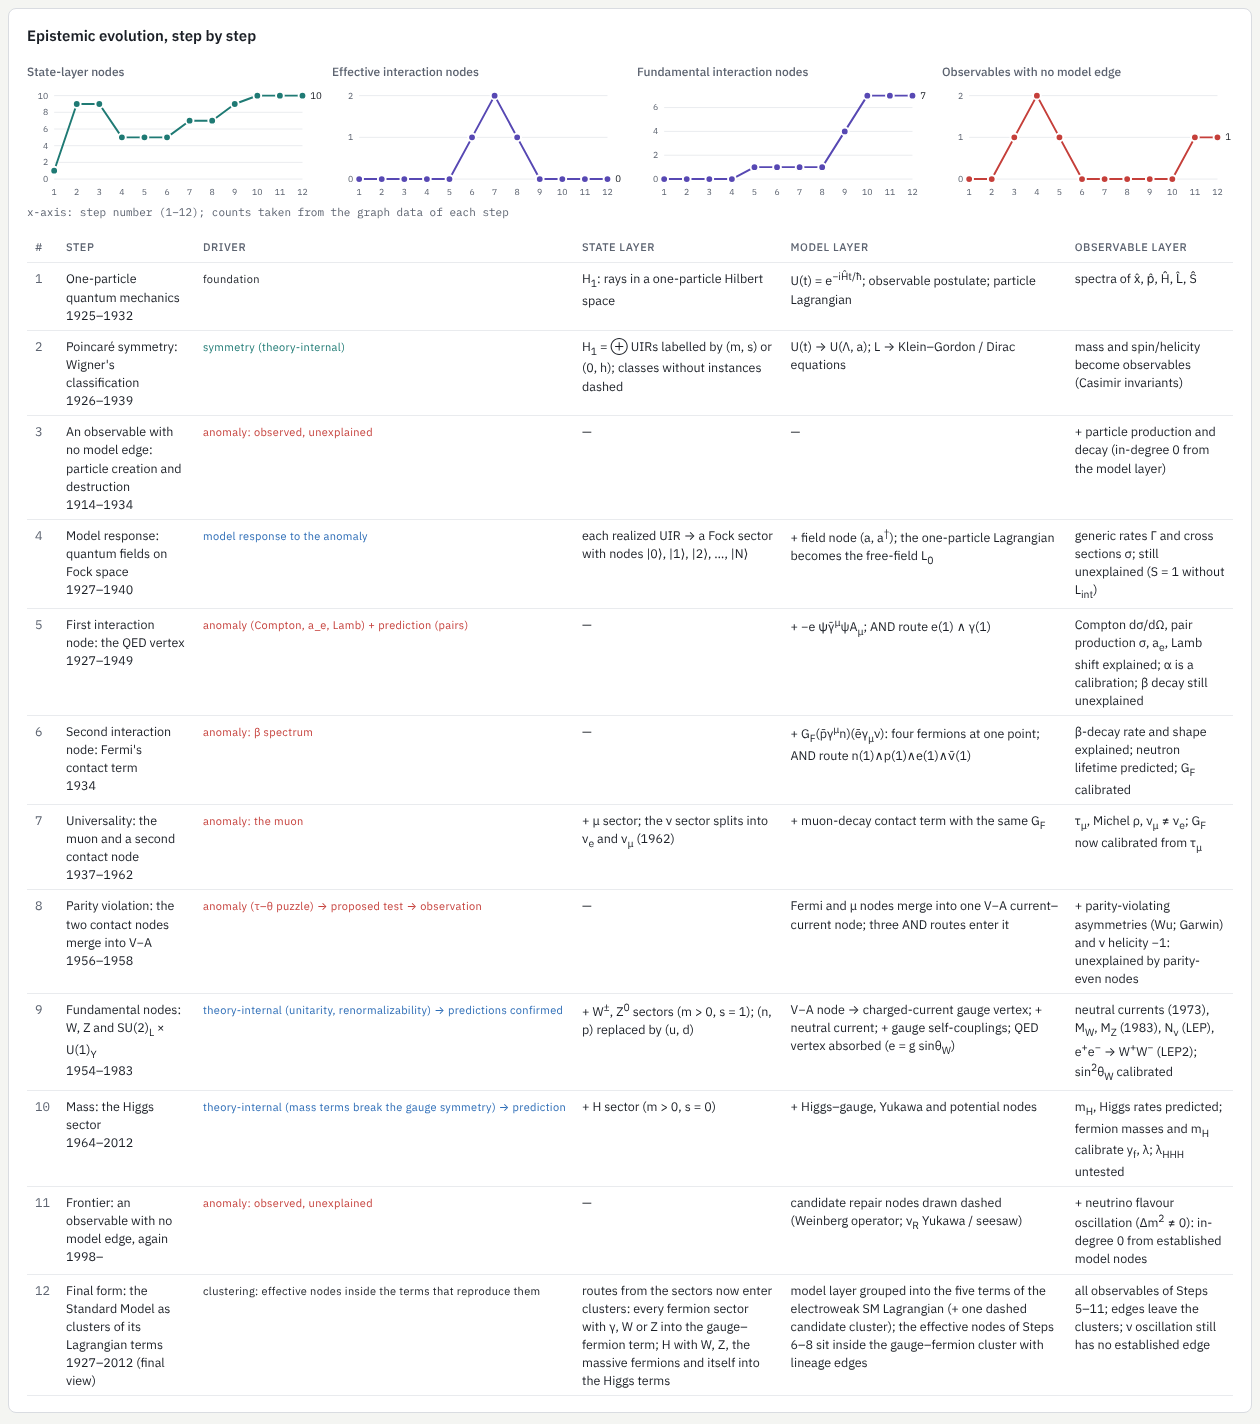 Epistemic evolution, step by step
State-layer nodes
10
8
6
4
2
0
10
1 2 3 4 5 6 7 8 9 10 11 12
Effective interaction nodes
2
1
0
0
1 2 3 4 5 6 7 8 9 10 11 12
Fundamental interaction nodes
6
4
2
0
7
1 2 3 4 5 6 7 8 9 10 11 12
Observables with no model edge
2
1
0
1
1 2 3 4 5 6 7 8 9 10 11 12
x-axis: step number (1–12); counts taken from the graph data of each step
# STEP DRIVER STATE LAYER MODEL LAYER OBSERVABLE LAYER
1
One-particle
quantum mechanics
1925–1932
foundation
H₁: rays in a one-particle Hilbert
space
U(t) = e^−iĤt/ħ; observable postulate; particle
Lagrangian
spectra of x̂, p̂, Ĥ, L̂, Ŝ
2
Poincaré symmetry:
Wigner's
classification
1926–1939
symmetry (theory-internal)
H₁ = ⊕ UIRs labelled by (m, s) or
(0, h); classes without instances
dashed
U(t) → U(Λ, a); L → Klein–Gordon / Dirac
equations
mass and spin/helicity
become observables
(Casimir invariants)
3
An observable with
no model edge:
particle creation and
destruction
1914–1934
anomaly: observed, unexplained
—
—
+ particle production and
decay (in-degree 0 from
the model layer)
4
Model response:
quantum fields on
Fock space
1927–1940
model response to the anomaly
each realized UIR → a Fock sector
with nodes |0⟩, |1⟩, |2⟩, …, |N⟩
+ field node (a, a†); the one-particle Lagrangian
becomes the free-field L₀
generic rates Γ and cross
sections σ; still
unexplained (S = 1 without
L_int)
5
First interaction
node: the QED vertex
1927–1949
anomaly (Compton, a_e, Lamb) + prediction (pairs)
—
+ −e ψ̄γ^μψA_μ; AND route e(1) ∧ γ(1)
Compton dσ/dΩ, pair
production σ, a_e, Lamb
shift explained; α is a
calibration; β decay still
unexplained
6
Second interaction
node: Fermi's
contact term
1934
anomaly: β spectrum
—
+ G_F(p̄γ^μn)(ēγ_μν): four fermions at one point;
AND route n(1)∧p(1)∧e(1)∧ν̄(1)
β-decay rate and shape
explained; neutron
lifetime predicted; G_F
calibrated
7
Universality: the
muon and a second
contact node
1937–1962
anomaly: the muon
+ μ sector; the ν sector splits into
ν_e and ν_μ (1962)
+ muon-decay contact term with the same G_F
τ_μ, Michel ρ, ν_μ ≠ ν_e; G_F
now calibrated from τ_μ
8
Parity violation: the
two contact nodes
merge into V−A
1956–1958
anomaly (τ–θ puzzle) → proposed test → observation
—
Fermi and μ nodes merge into one V−A current–
current node; three AND routes enter it
+ parity-violating
asymmetries (Wu; Garwin)
and ν helicity −1:
unexplained by parity-
even nodes
9
Fundamental nodes:
W, Z and SU(2)_L ×
U(1)_Y
1954–1983
theory-internal (unitarity, renormalizability) → predictions confirmed
+ W^±, Z⁰ sectors (m > 0, s = 1); (n,
p) replaced by (u, d)
V−A node → charged-current gauge vertex; +
neutral current; + gauge self-couplings; QED
vertex absorbed (e = g sinθ_W)
neutral currents (1973),
M_W, M_Z (1983), N_ν (LEP),
e⁺e⁻ → W⁺W⁻ (LEP2);
sin²θ_W calibrated
10
Mass: the Higgs
sector
1964–2012
theory-internal (mass terms break the gauge symmetry) → prediction
+ H sector (m > 0, s = 0)
+ Higgs–gauge, Yukawa and potential nodes
m_H, Higgs rates predicted;
fermion masses and m_H
calibrate y_f, λ; λ_HHH
untested
11
Frontier: an
observable with no
model edge, again
1998–
anomaly: observed, unexplained
—
candidate repair nodes drawn dashed
(Weinberg operator; ν_R Yukawa / seesaw)
+ neutrino flavour
oscillation (Δm² ≠ 0): in-
degree 0 from established
model nodes
12
Final form: the
Standard Model as
clusters of its
Lagrangian terms
1927–2012 (final
view)
clustering: effective nodes inside the terms that reproduce them
routes from the sectors now enter
clusters: every fermion sector
with γ, W or Z into the gauge–
fermion term; H with W, Z, the
massive fermions and itself into
the Higgs terms
model layer grouped into the five terms of the
electroweak SM Lagrangian (+ one dashed
candidate cluster); the effective nodes of Steps
6–8 sit inside the gauge–fermion cluster with
lineage edges
all observables of Steps
5–11; edges leave the
clusters; ν oscillation still
has no established edge